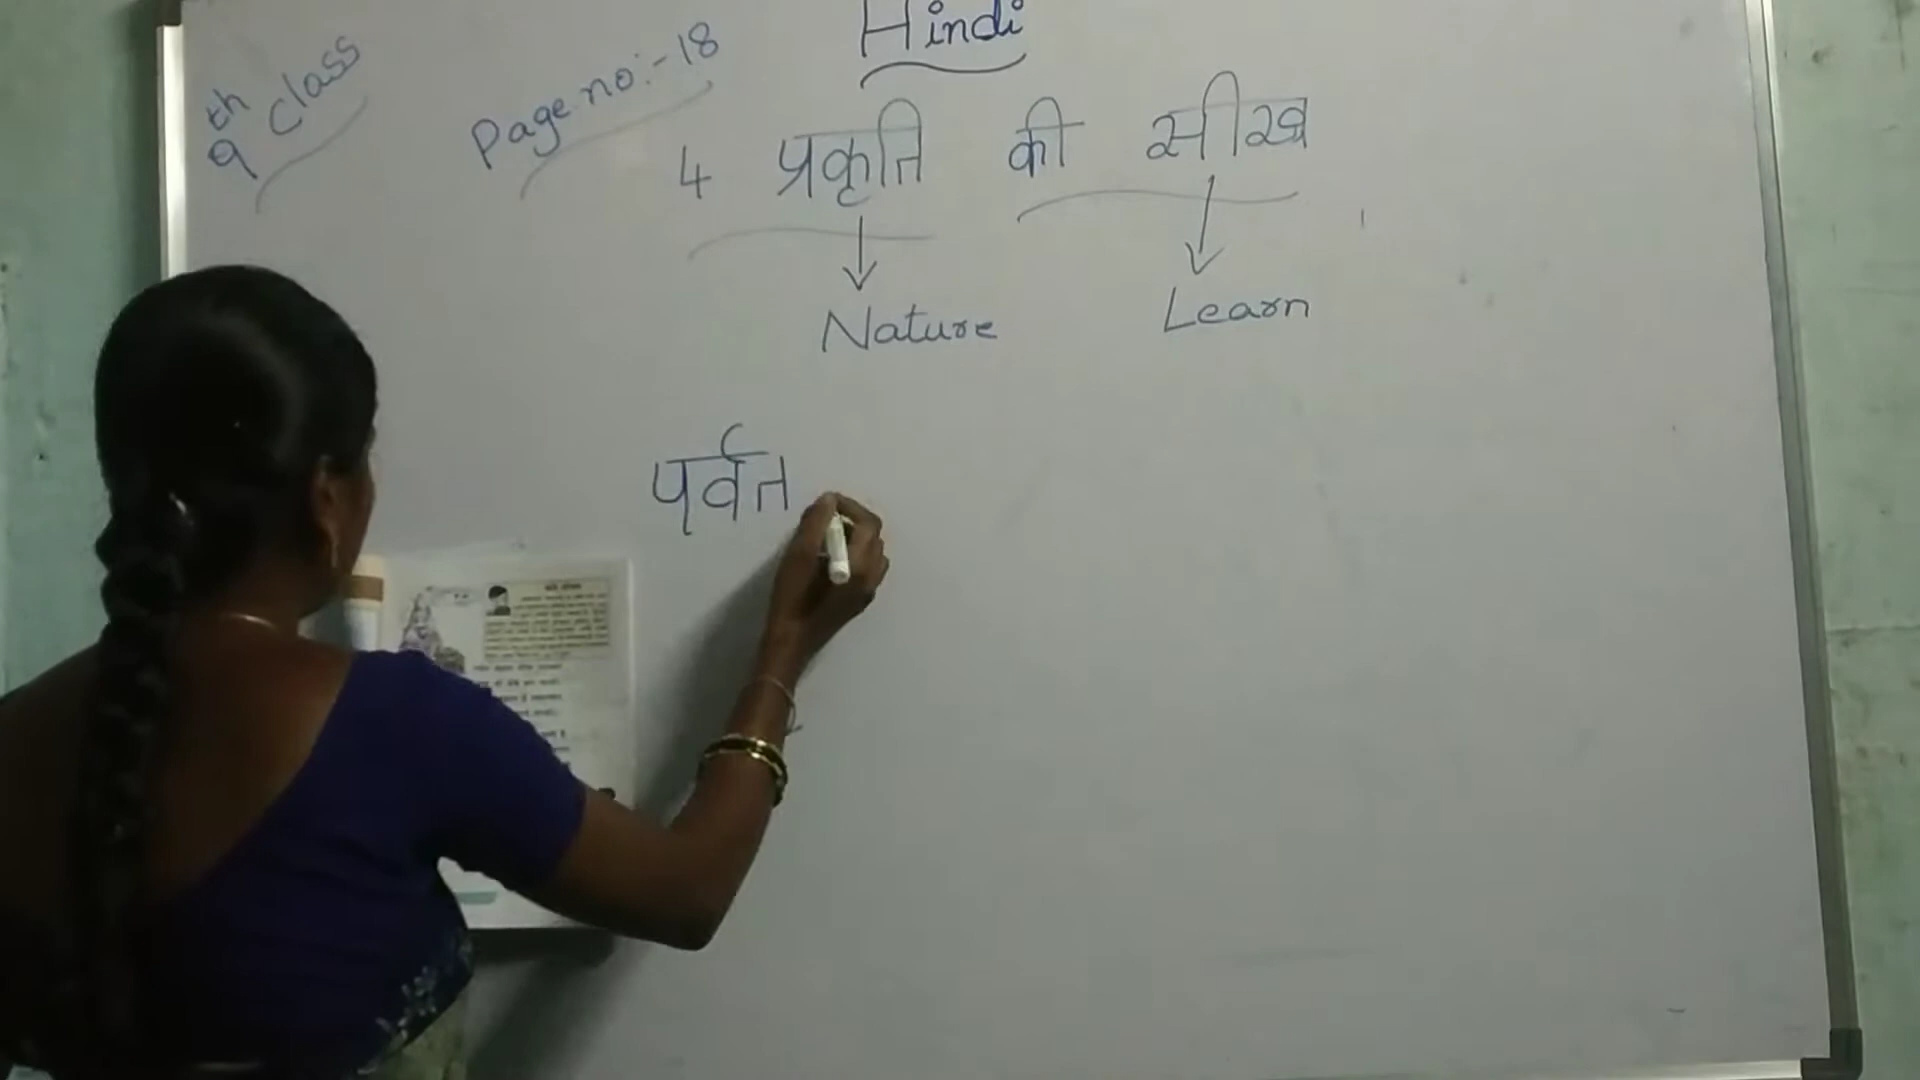 Hindi
9th class
Page no:-18
4 प्रकृति की सीख
Nature
Learn
पर्वत